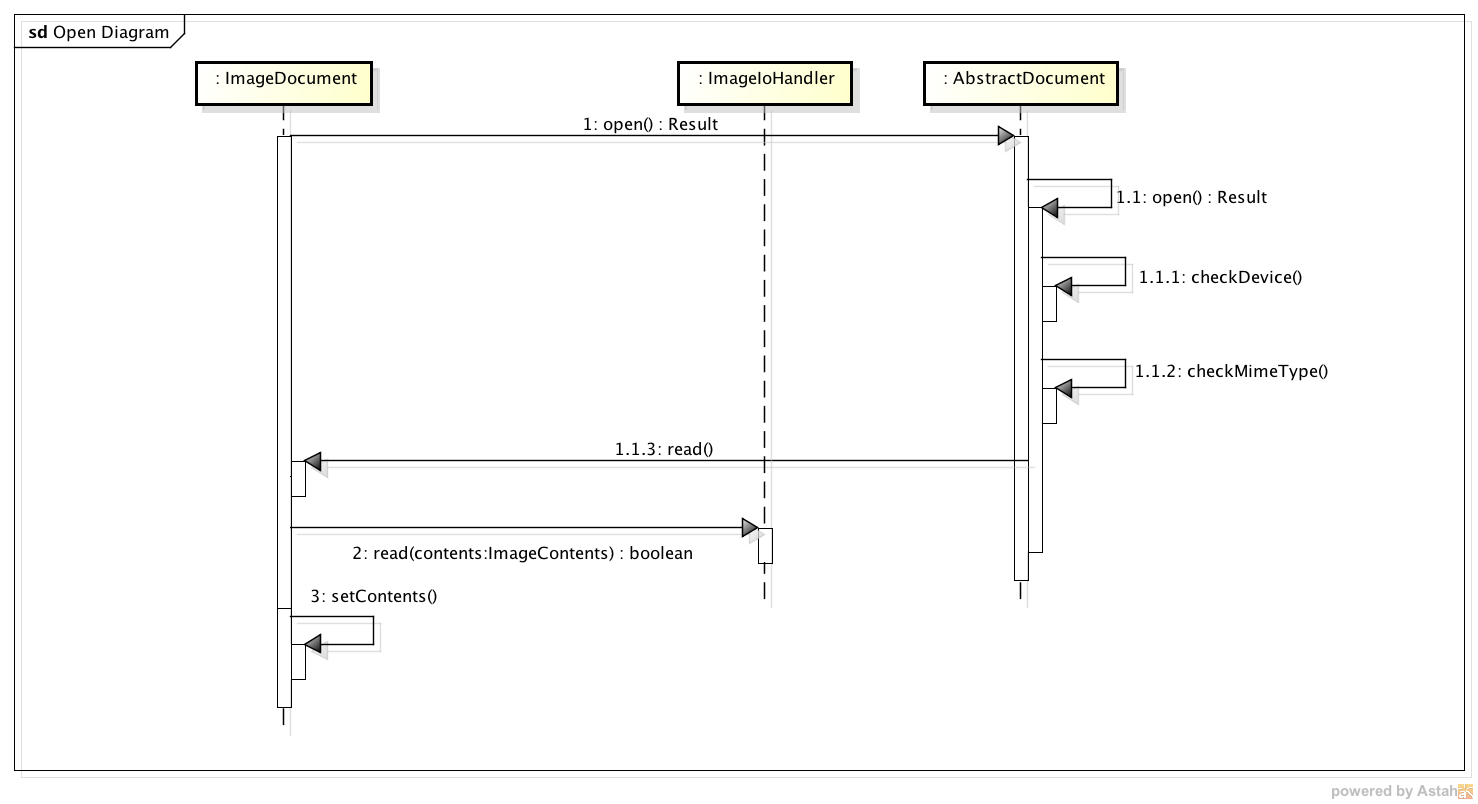 sd Open Diagram
: ImageDocument
: ImageIoHandler
: AbstractDocument
1: open() : Result
1.1: open() : Result
1.1.1: checkDevice()
1.1.2: checkMimeType()
1.1.3: read()
2: read(contents:ImageContents) : boolean
3: setContents()
powered by Astah